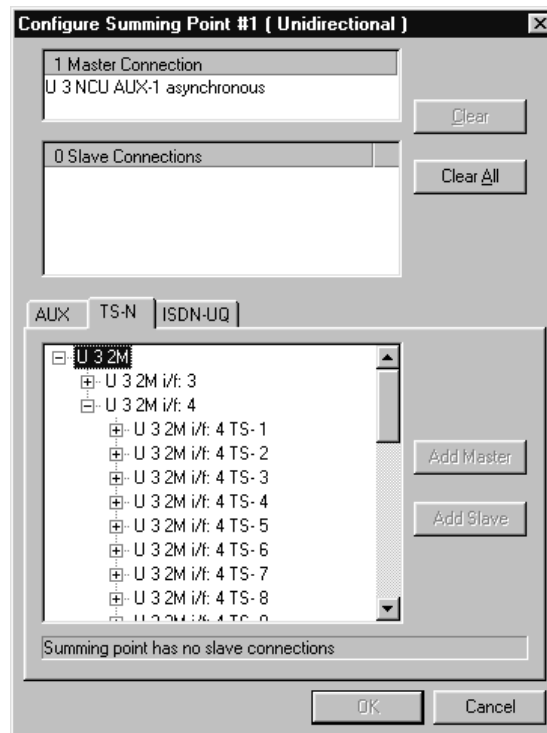 Configure Summing Point #1 ( Unidirectional )
1 Master Connection
U 3 NCU AUX-1 asynchronous
Clear
0 Slave Connections
Clear All
AUX TS-N ISDN-UQ
U 3 2M
U 3 2M i/f: 3
U 3 2M i/f: 4
U 3 2M i/f: 4 TS- 1
U 3 2M i/f: 4 TS- 2
U 3 2M i/f: 4 TS- 3
U 3 2M i/f: 4 TS- 4
U 3 2M i/f: 4 TS- 5
U 3 2M i/f: 4 TS- 6
U 3 2M i/f: 4 TS- 7
U 3 2M i/f: 4 TS- 8
Add Master
Add Slave
Summing point has no slave connections
OK Cancel